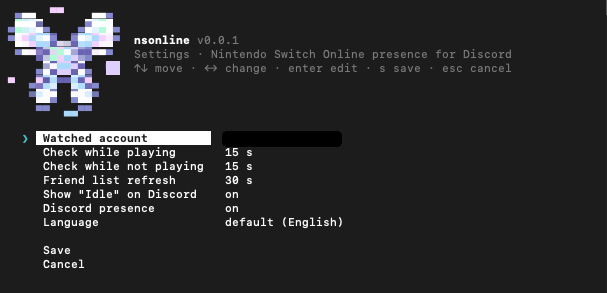 nsonline v0.0.1
Settings · Nintendo Switch Online presence for Discord
↑↓ move · ↔ change · enter edit · s save · esc cancel
❯ Watched account
Check while playing 15 s
Check while not playing 15 s
Friend list refresh 30 s
Show "Idle" on Discord on
Discord presence on
Language default (English)
Save
Cancel